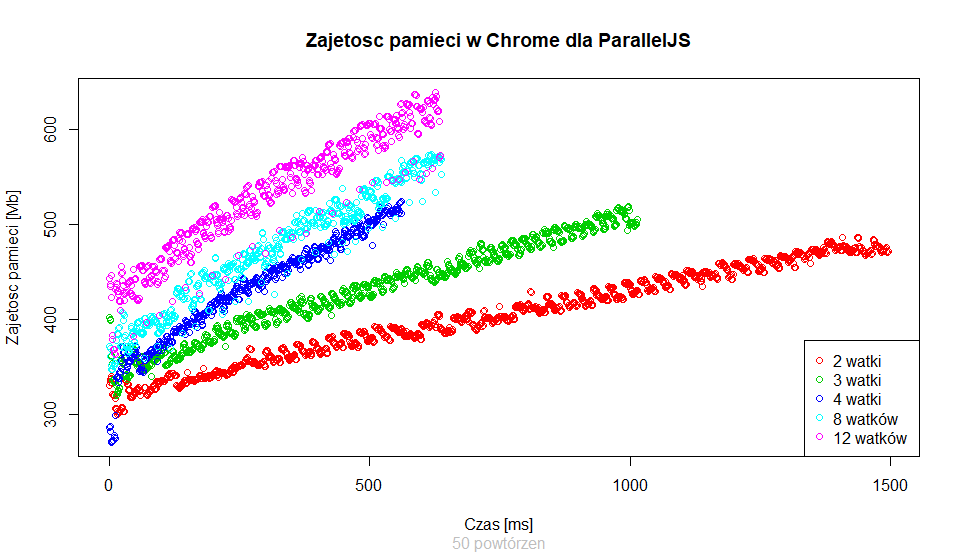 Zajetosc pamieci w Chrome dla ParallelJS
Zajetosc pamieci [Mb]
600
500
400
300
2 watki
3 watki
4 watki
8 watków
12 watków
0
500
1000
1500
Czas [ms]
50 powtórzen